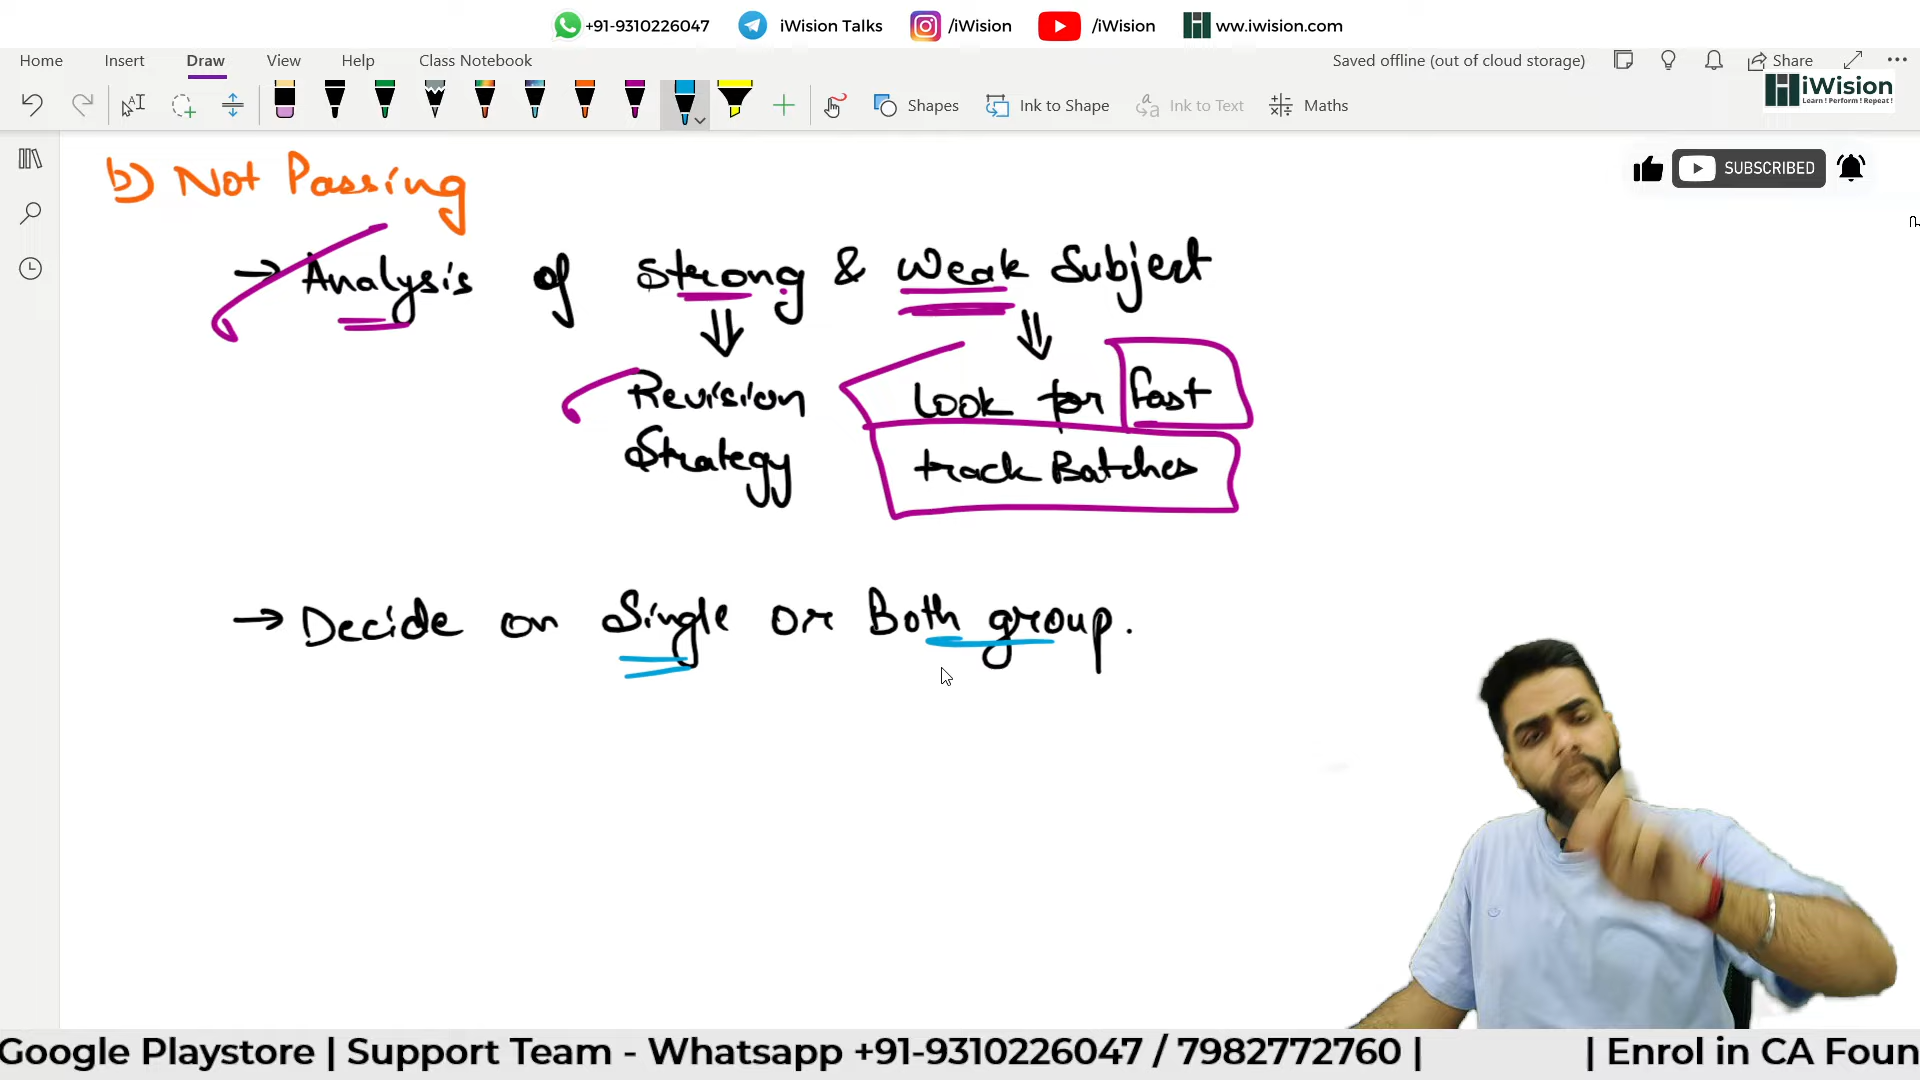 +91-9310226047 iWision Talks /iWision /iWision ww.iwision.com
Home Insert Draw View Help Class Notebook Saved offline (out of cloud storage) Share
Shapes Ink to Shape Ink to Text Maths
iWision
Learn ! Perform ! Repeat !
SUBSCRIBED
b) Not Passing
→ Analysis of Strong & Weak Subject
Revision Look for fast
Strategy track Batches
→ Decide on Single or Both group.
Google Playstore | Support Team - Whatsapp +91-9310226047 / 7982772760 | | Enrol in CA Foun